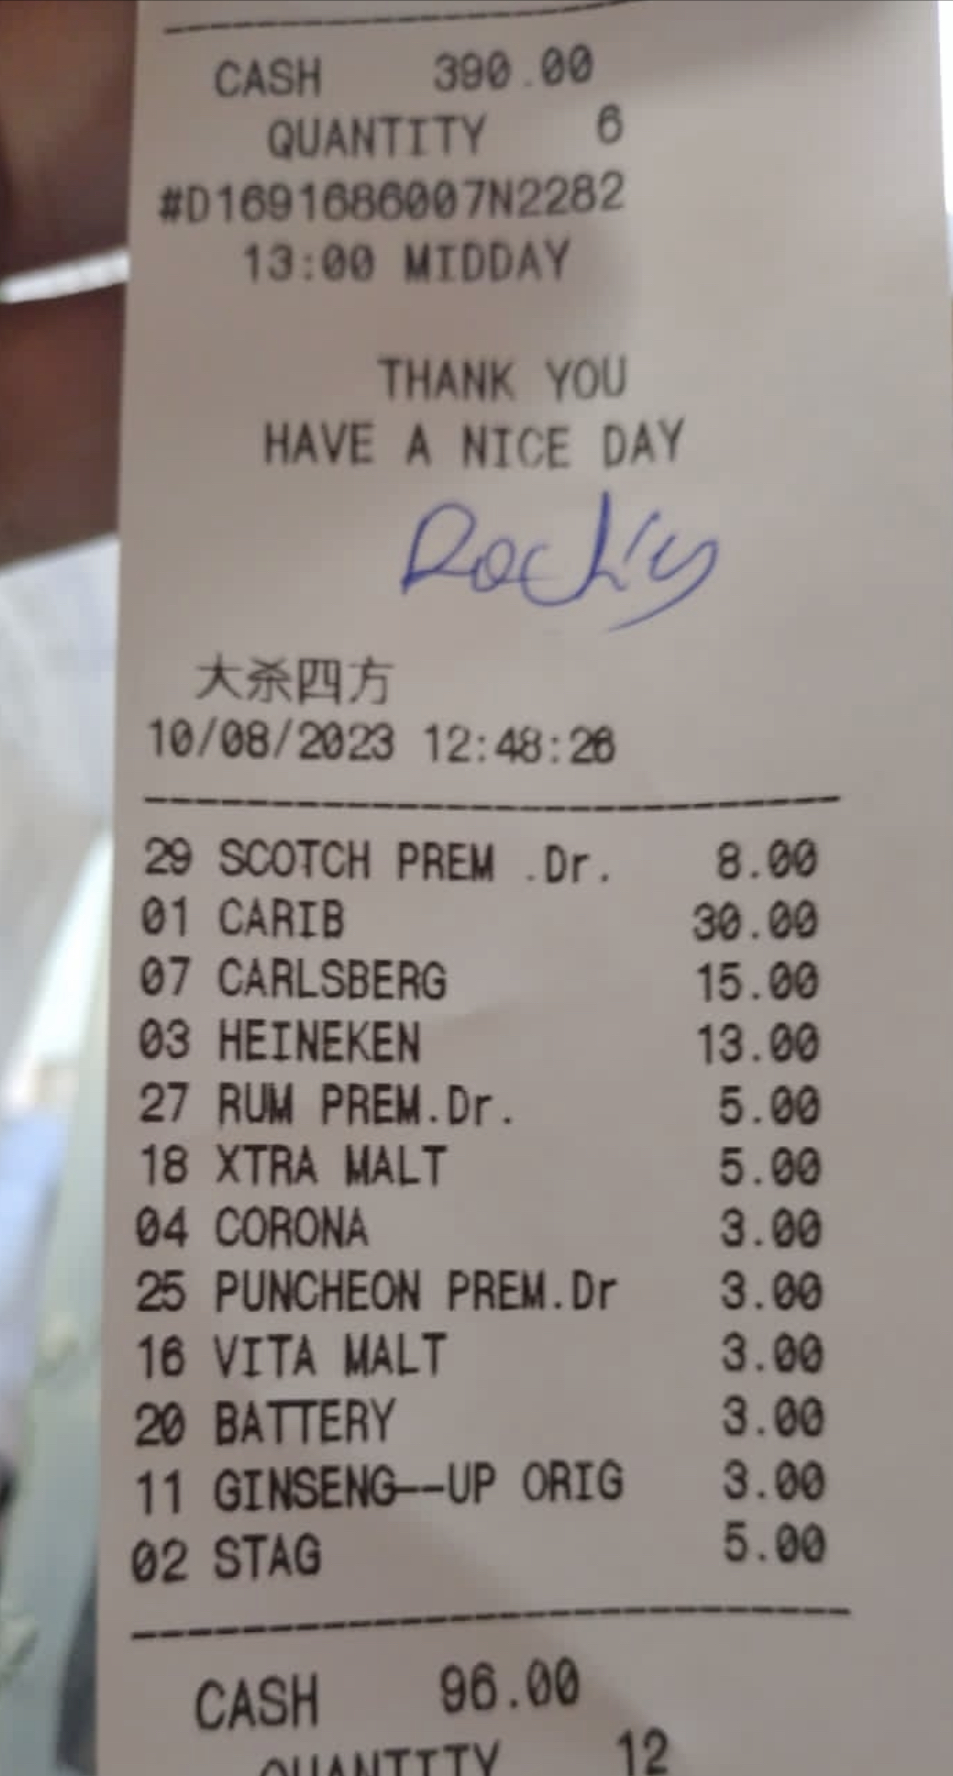 CASH 390.00
QUANTITY 6
#D1691686007N2282
13:00 MIDDAY
THANK YOU
HAVE A NICE DAY
Rocky
大杀四方
10/08/2023 12:48:26
29 SCOTCH PREM .Dr. 8.00
01 CARIB 30.00
07 CARLSBERG 15.00
03 HEINEKEN 13.00
27 RUM PREM.Dr. 5.00
18 XTRA MALT 5.00
04 CORONA 3.00
25 PUNCHEON PREM.Dr 3.00
16 VITA MALT 3.00
20 BATTERY 3.00
11 GINSENG--UP ORIG 3.00
02 STAG 5.00
CASH 96.00
QUANTITY 12